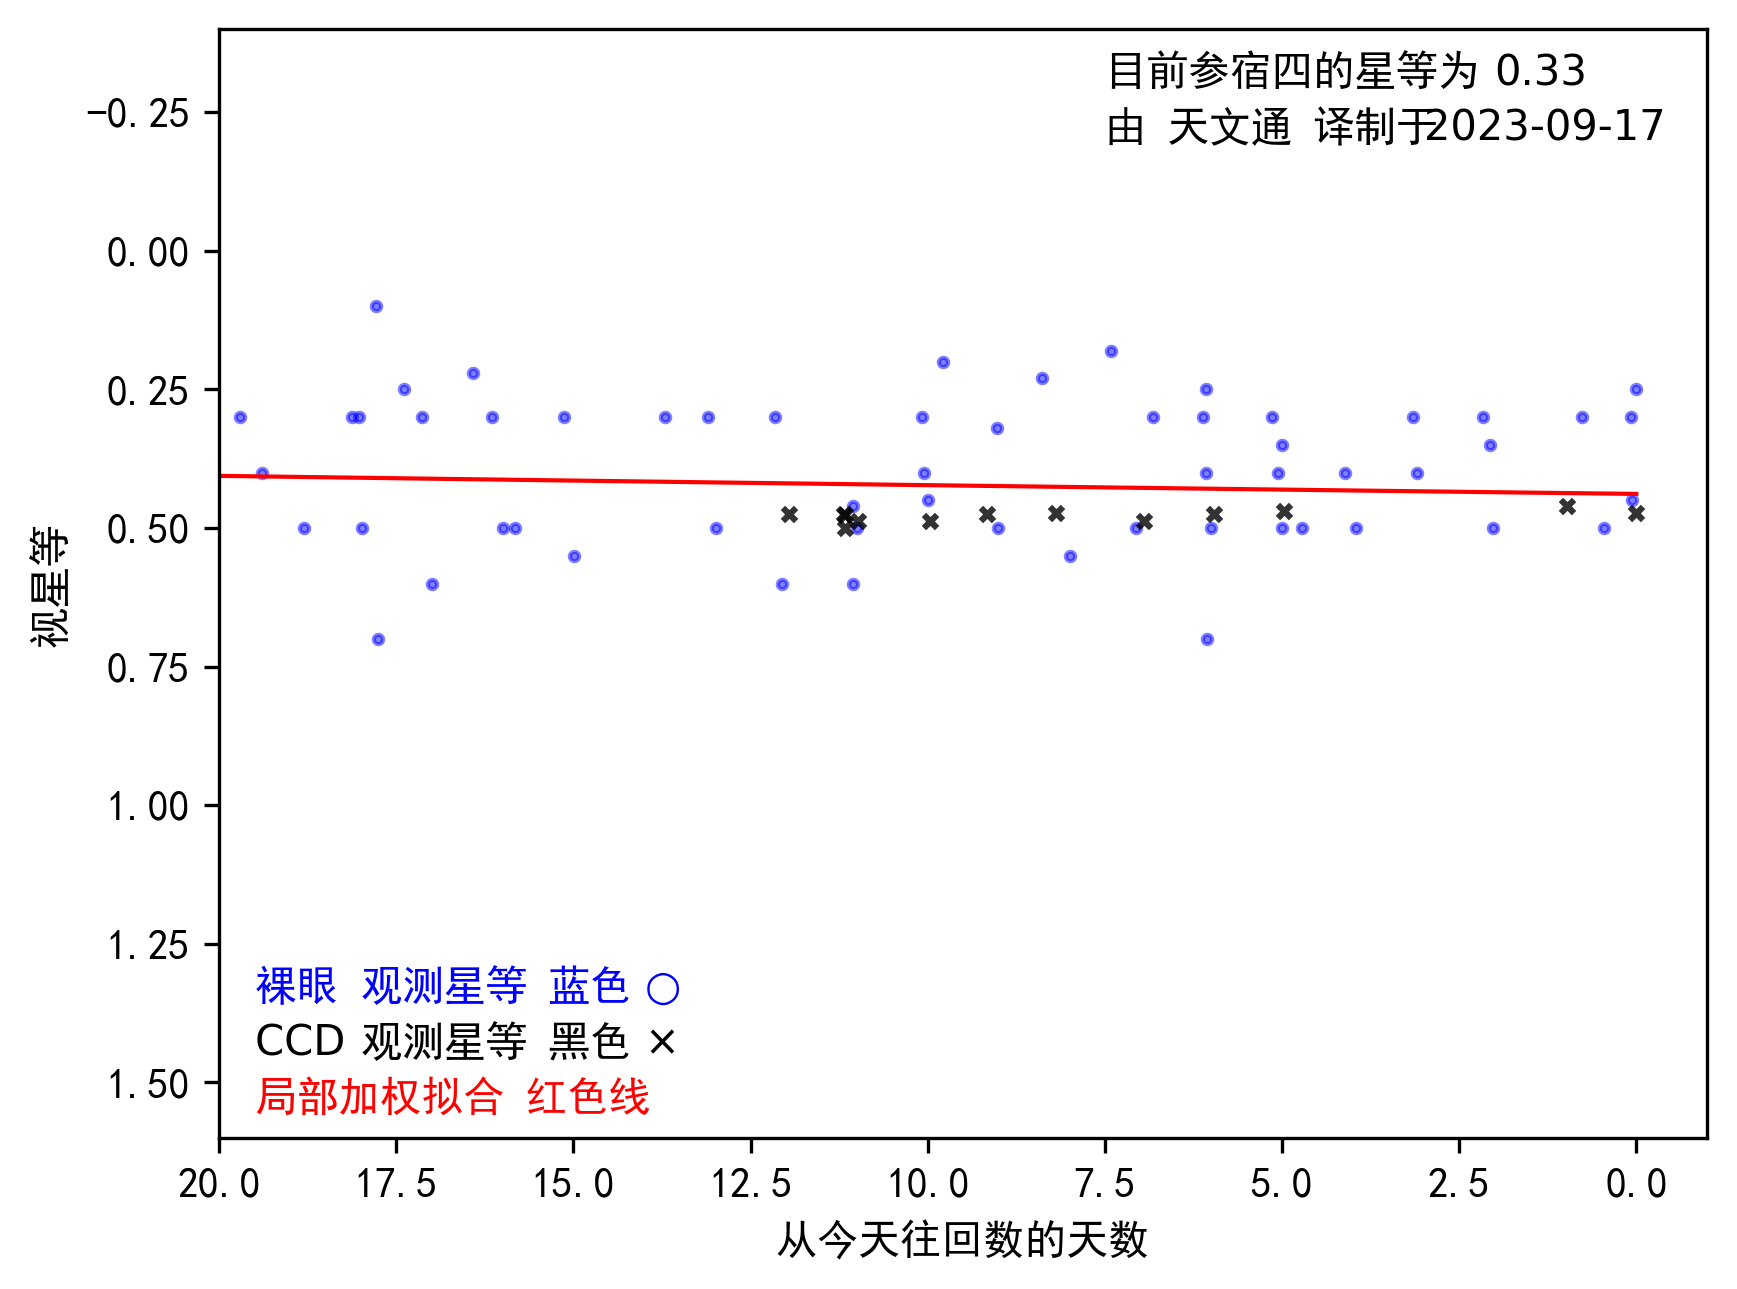 目前参宿四的星等为 0.33
由 天文通 译制于2023-09-17
−0.25
0.00
0.25
0.50
0.75
1.00
1.25
1.50
视星等
裸眼 观测星等 蓝色 ○
CCD 观测星等 黑色 ×
局部加权拟合 红色线
20.0 17.5 15.0 12.5 10.0 7.5 5.0 2.5 0.0
从今天往回数的天数